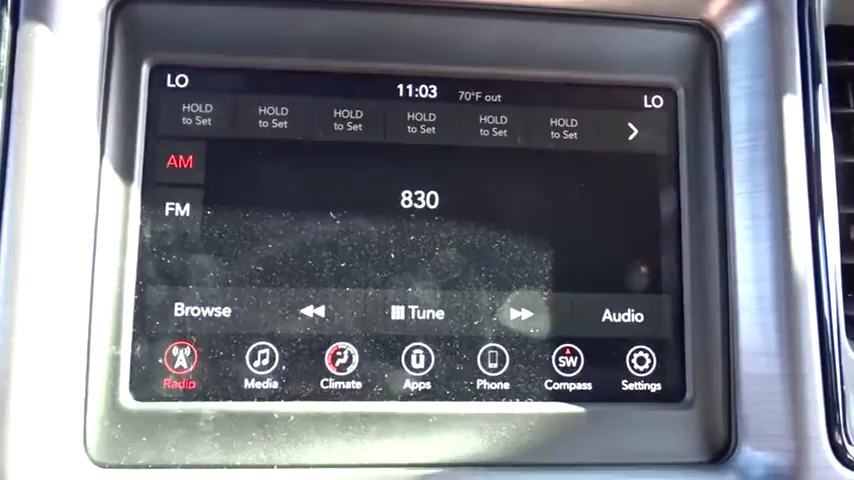 LO 11:03 70°F out LO
HOLD to Set HOLD to Set HOLD to Set HOLD to Set HOLD to Set HOLD to Set
AM
830
FM
Browse Tune Audio
Radio Media Climate Apps Phone SW Compass Settings